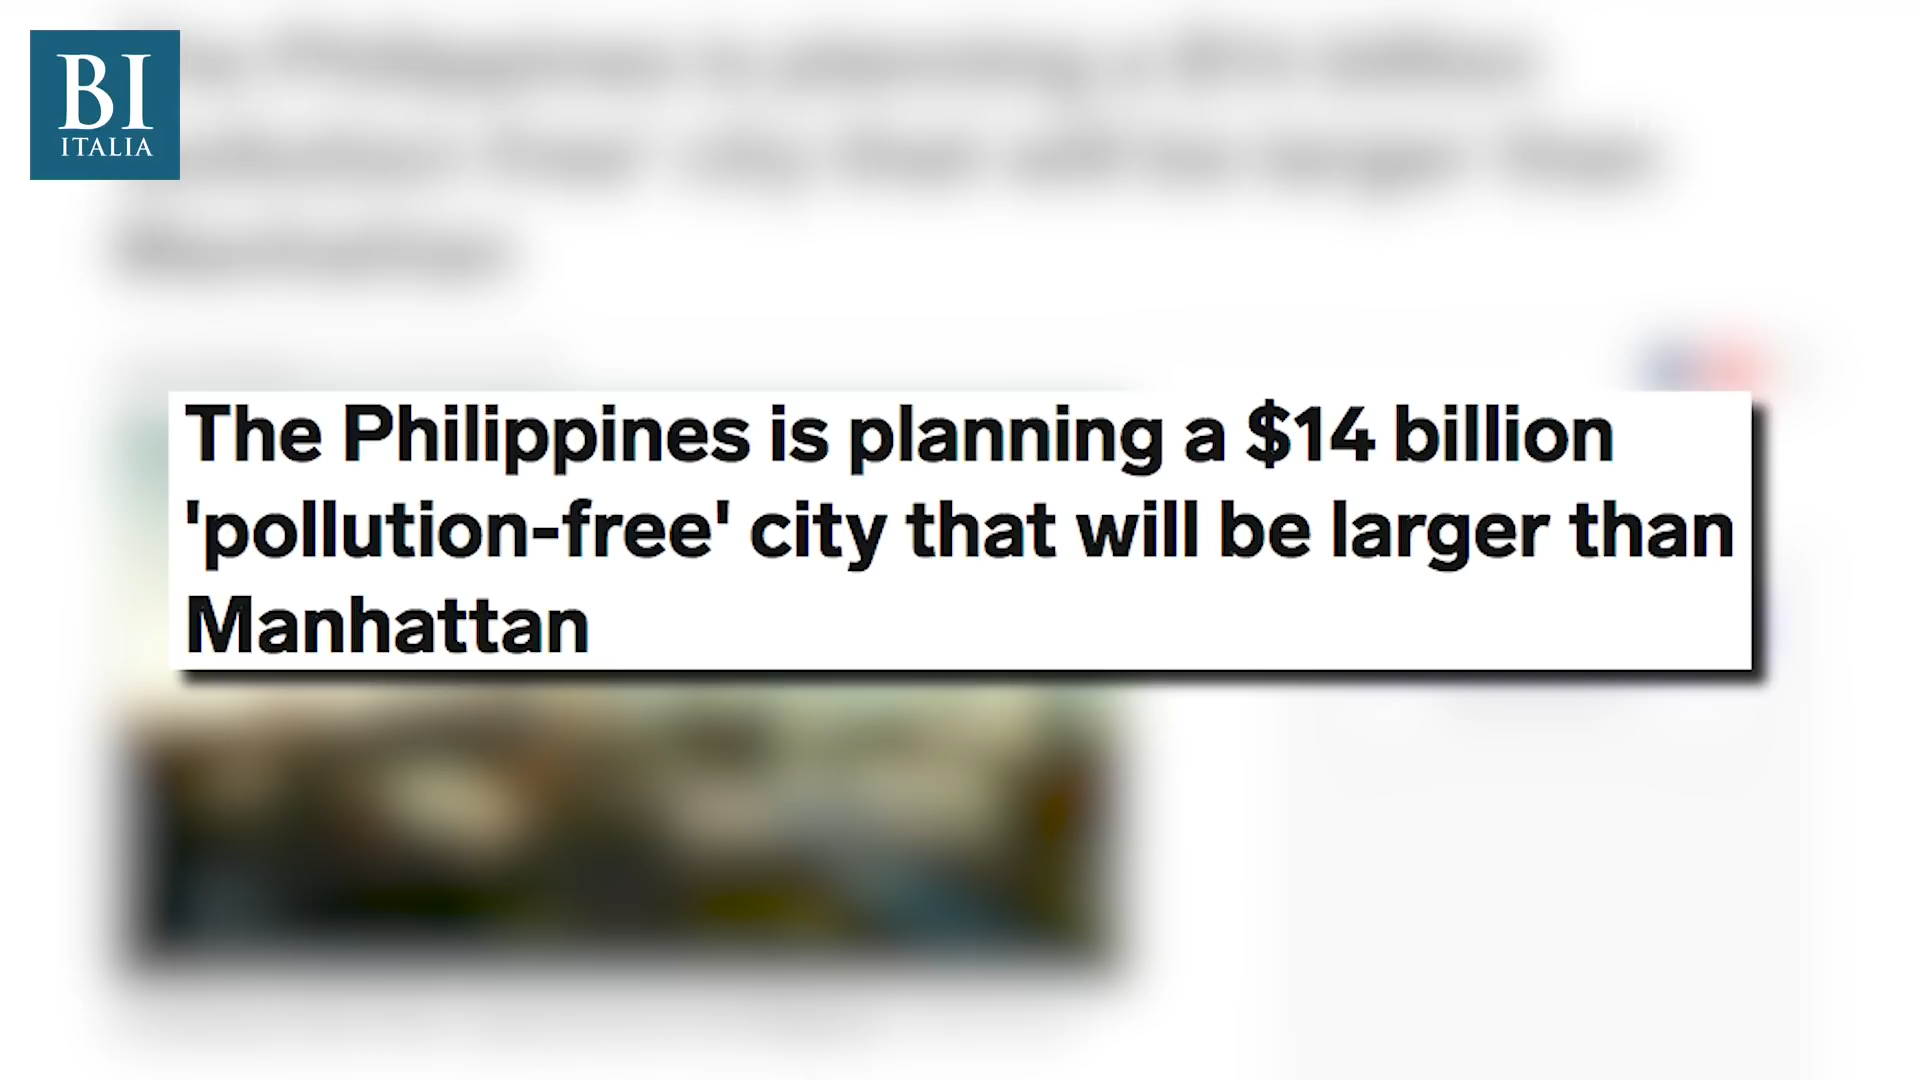 BI
ITALIA
The Philippines is planning a $14 billion
'pollution-free' city that will be larger than
Manhattan